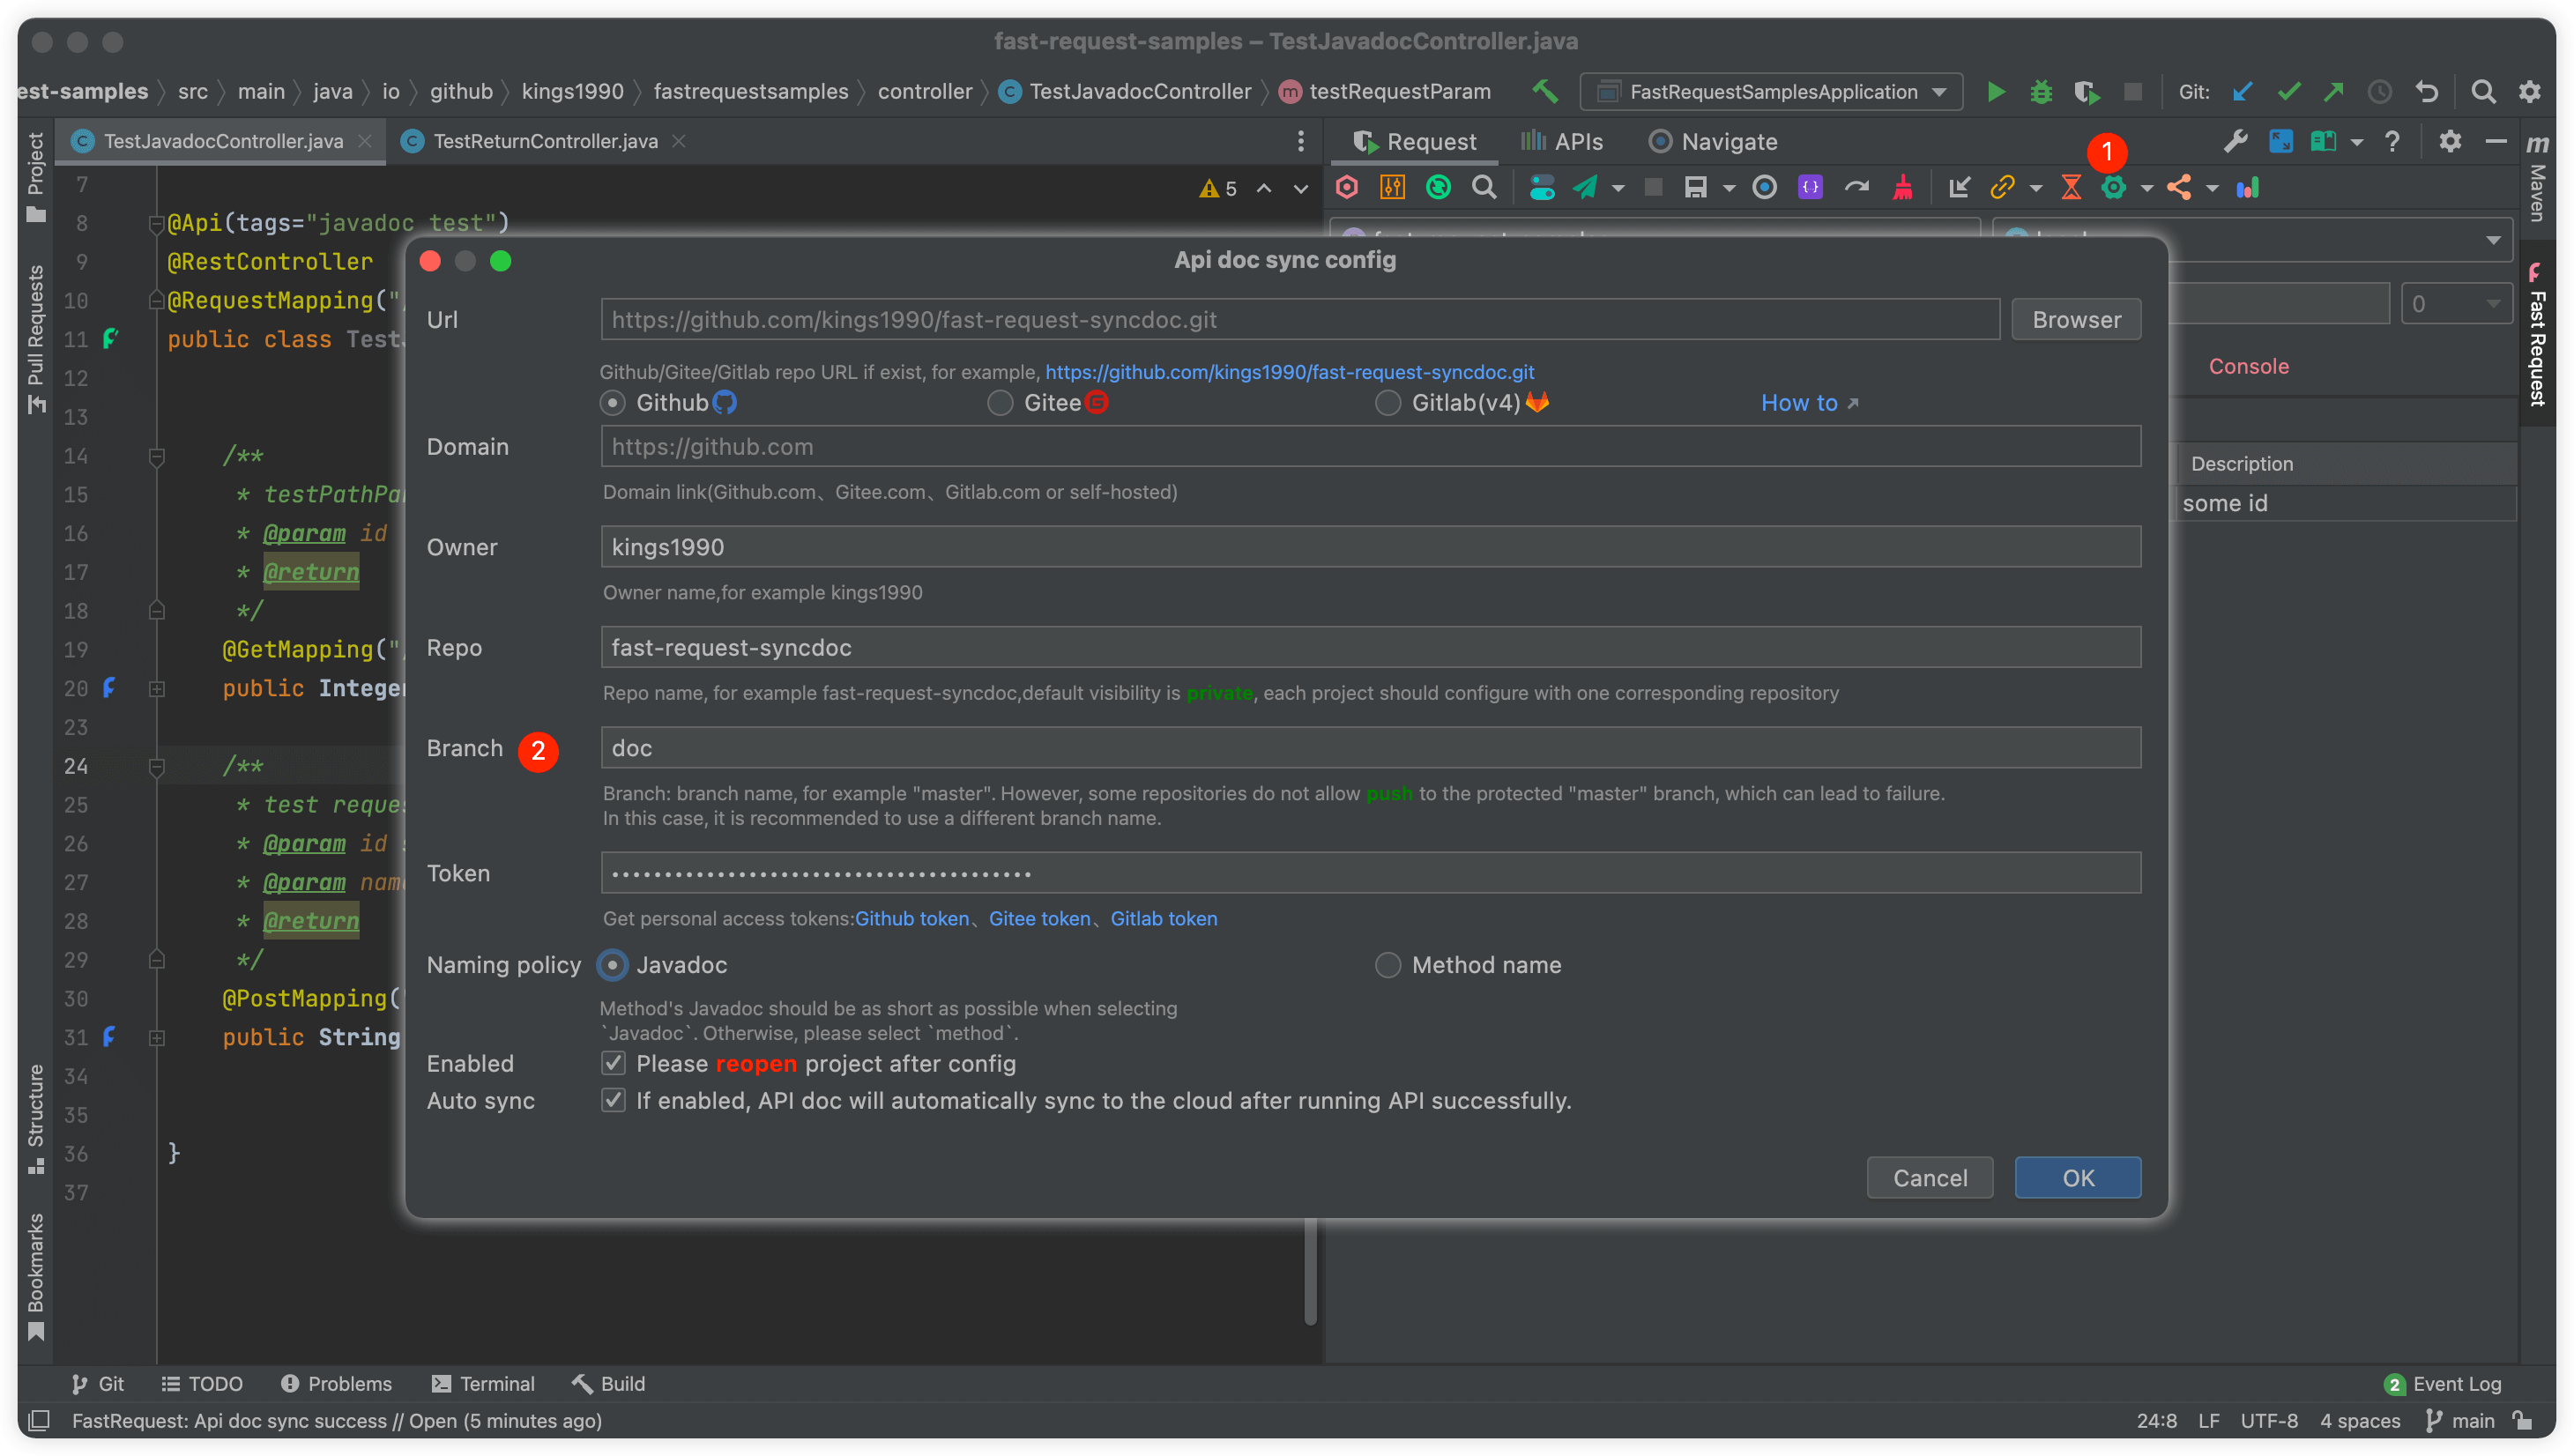 fast-request-samples – TestJavadocController.java
est-samples src main java io github kings1990 fastrequestsamples controller C TestJavadocController m testRequestParam FastRequestSamplesApplication Git:
Project
Pull Requests
Structure
Bookmarks
C TestJavadocController.java C TestReturnController.java
Request APIs Navigate 1
m Maven
Fast Request
5
7
8 @Api(tags="javadoc test")
9 @RestController
10 @RequestMapping("
11 public class Test
12
13
14 /**
15 * testPathPa
16 * @param id
17 * @return
18 */
19 @GetMapping("
20 public Integer
23
24 /**
25 * test reques
26 * @param id
27 * @param name
28 * @return
29 */
30 @PostMapping(
31 public String
34
35
36 }
37
0
Console
Description
some id
Api doc sync config
Url https://github.com/kings1990/fast-request-syncdoc.git Browser
Github/Gitee/Gitlab repo URL if exist, for example, https://github.com/kings1990/fast-request-syncdoc.git
Github Gitee Gitlab(v4) How to ↗
Domain https://github.com
Domain link(Github.com、Gitee.com、Gitlab.com or self-hosted)
Owner kings1990
Owner name,for example kings1990
Repo fast-request-syncdoc
Repo name, for example fast-request-syncdoc,default visibility is private, each project should configure with one corresponding repository
Branch 2 doc
Branch: branch name, for example "master". However, some repositories do not allow push to the protected "master" branch, which can lead to failure.
In this case, it is recommended to use a different branch name.
Token
Get personal access tokens:Github token、Gitee token、Gitlab token
Naming policy Javadoc Method name
Method's Javadoc should be as short as possible when selecting
`Javadoc`. Otherwise, please select `method`.
Enabled Please reopen project after config
Auto sync If enabled, API doc will automatically sync to the cloud after running API successfully.
Cancel OK
Git TODO Problems Terminal Build 2 Event Log
FastRequest: Api doc sync success // Open (5 minutes ago) 24:8 LF UTF-8 4 spaces main